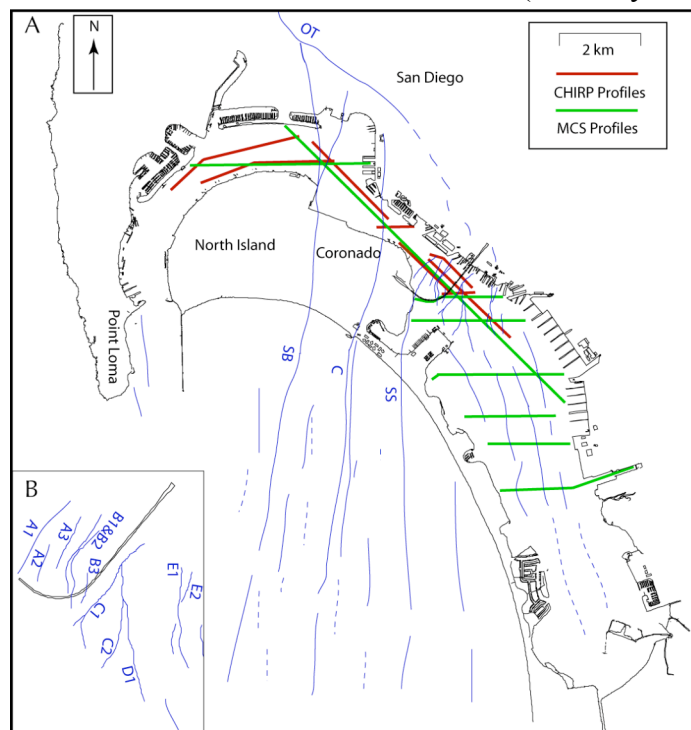 A
N
OT
San Diego
2 km
CHIRP Profiles
MCS Profiles
North Island
Coronado
Point Loma
SB
C
SS
B
A1
A2
A3
B1&B2
B3
C1
C2
D1
E1
E2